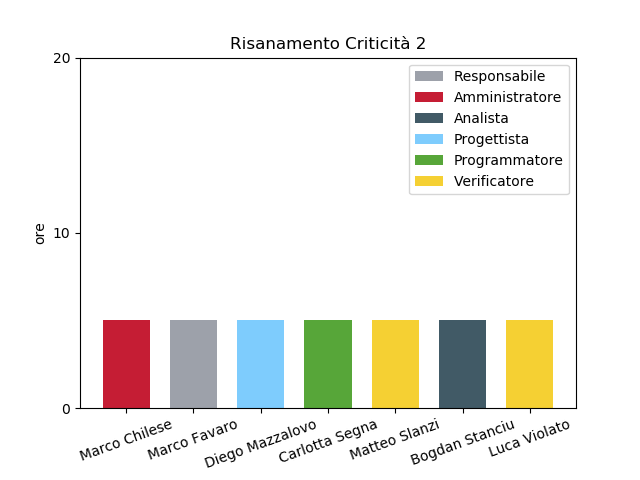 Risanamento Criticità 2
20
10
0
ore
Responsabile
Amministratore
Analista
Progettista
Programmatore
Verificatore
Marco Chilese
Marco Favaro
Diego Mazzalovo
Carlotta Segna
Matteo Slanzi
Bogdan Stanciu
Luca Violato